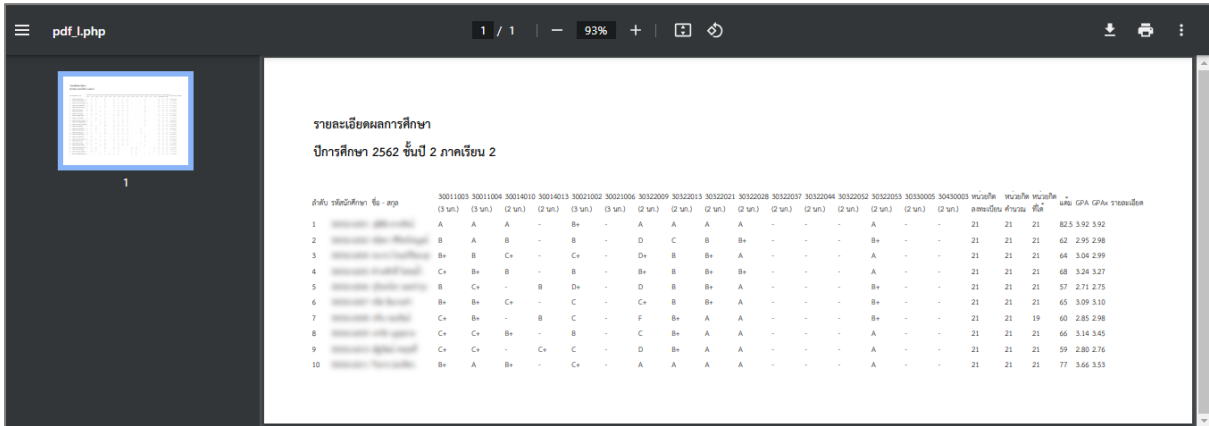 pdf_l.php
1 / 1
93%
1
รายละเอียดผลการศึกษา
ปีการศึกษา 2562 ชั้นปี 2 ภาคเรียน 2
ลำดับ รหัสนักศึกษา ชื่อ - สกุล 30011003 30011004 30014010 30014013 30021002 30021006 30322009 30322013 30322021 30322028 30322037 30322044 30322052 30322053 30330005 30430003 หน่วยกิต หน่วยกิต หน่วยกิต แต้ม GPA GPAx รายละเอียด
(3 นก.) (3 นก.) (2 นก.) (2 นก.) (3 นก.) (3 นก.) (2 นก.) (2 นก.) (2 นก.) (2 นก.) (2 นก.) (2 นก.) (2 นก.) (2 นก.) (2 นก.) (2 นก.) ลงทะเบียน คำนวณ ที่ได้
1 A A A - B+ - A A A A - - - A - - 21 21 21 82.5 3.92 3.92
2 B A B - B - D C B B+ - - - B+ - - 21 21 21 62 2.95 2.98
3 B+ B C+ - C+ - D+ B B+ A - - - A - - 21 21 21 64 3.04 2.99
4 C+ B+ B - B - B+ B B+ B+ - - - A - - 21 21 21 68 3.24 3.27
5 B C+ - B D+ - D B B+ A - - - B+ - - 21 21 21 57 2.71 2.75
6 B+ B+ C+ - C - C+ B B+ A - - - B+ - - 21 21 21 65 3.09 3.10
7 C+ B+ - B C - F B+ A A - - - B+ - - 21 21 19 60 2.85 2.98
8 C+ C+ B+ - B - C B+ A A - - - A - - 21 21 21 66 3.14 3.45
9 C+ C+ - C+ C - D B+ A A - - - A - - 21 21 21 59 2.80 2.76
10 B+ A B+ - C+ - A A A A - - - A - - 21 21 21 77 3.66 3.53